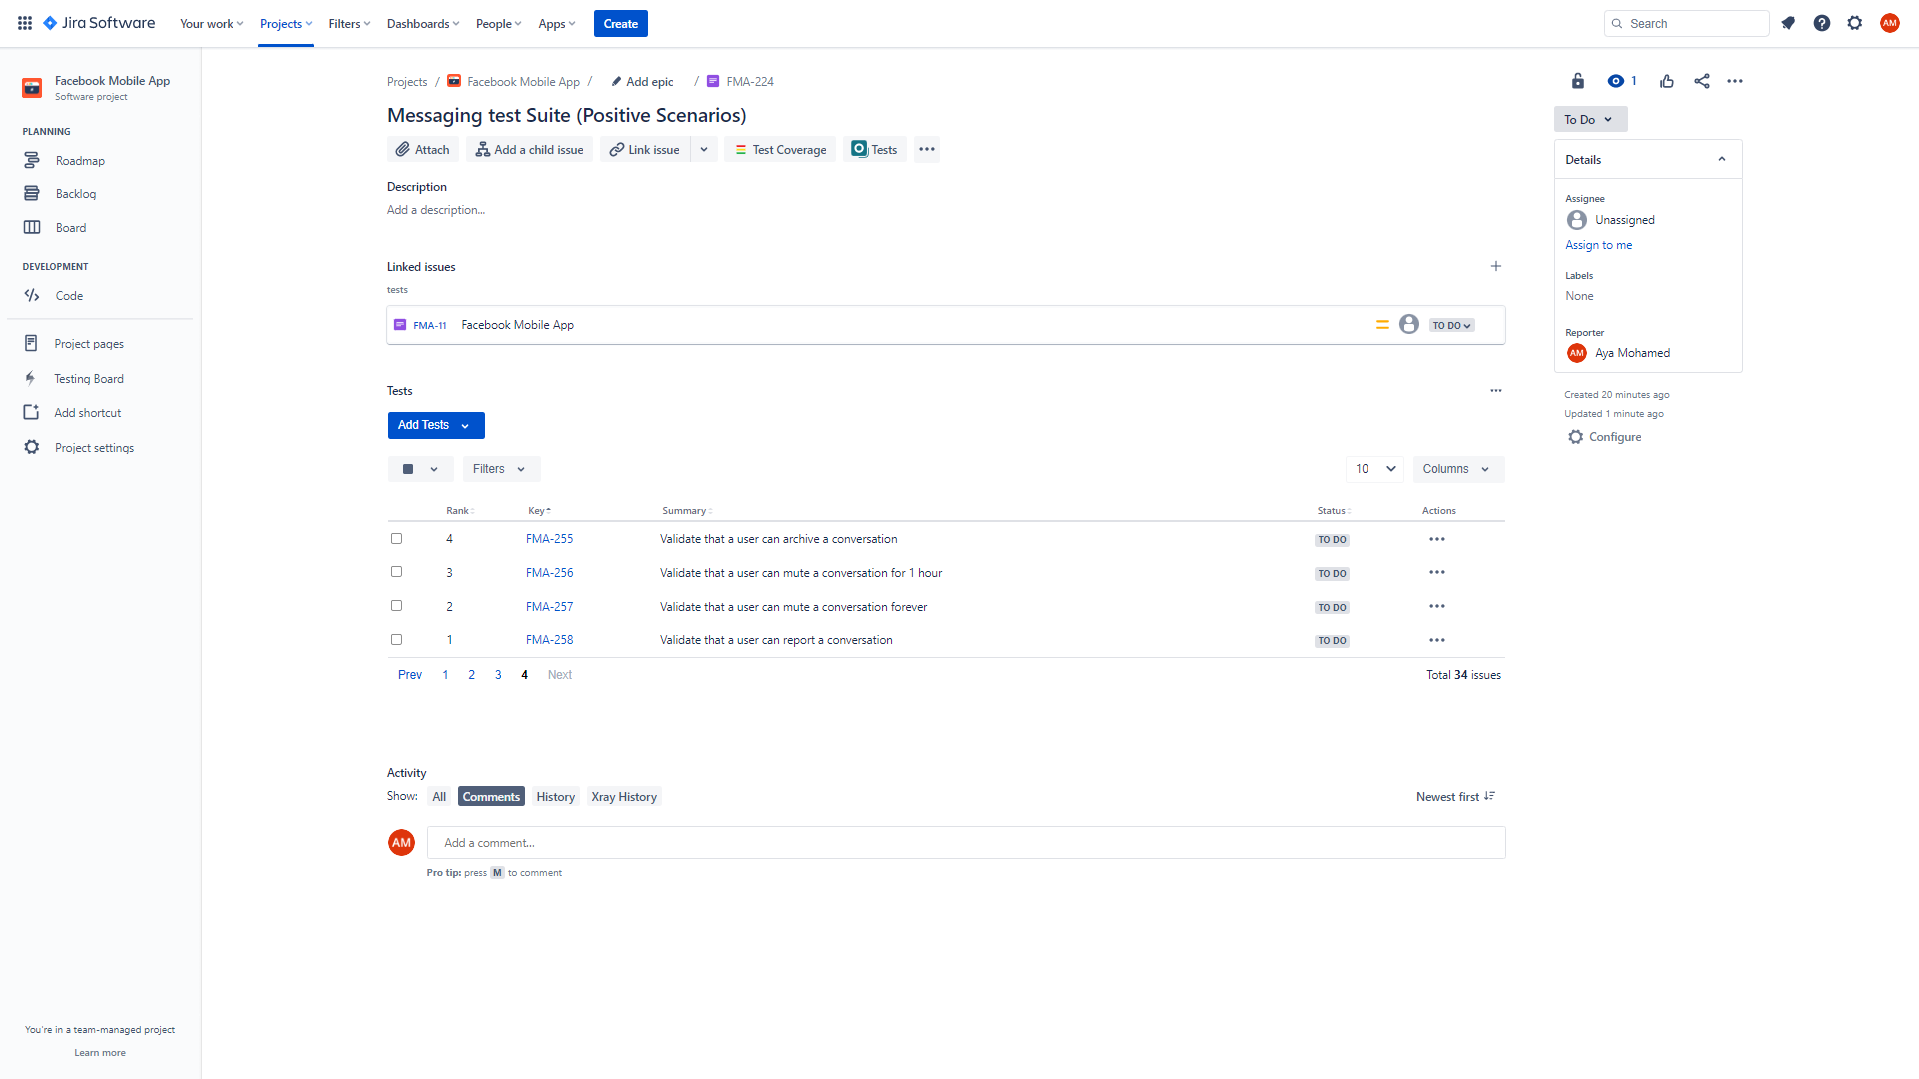 Jira Software
Your work
Projects
Filters
Dashboards
People
Apps
Create
Search
AM
Facebook Mobile App
Software project
PLANNING
Roadmap
Backlog
Board
DEVELOPMENT
Code
Project pages
Testing Board
Add shortcut
Project settings
You're in a team-managed project
Learn more
Projects / Facebook Mobile App / Add epic / FMA-224
Messaging test Suite (Positive Scenarios)
Attach
Add a child issue
Link issue
Test Coverage
Tests
Description
Add a description...
Linked issues
tests
FMA-11 Facebook Mobile App TO DO
Tests
Add Tests
Filters
10
Columns
Rank Key Summary Status Actions
4 FMA-255 Validate that a user can archive a conversation TO DO
3 FMA-256 Validate that a user can mute a conversation for 1 hour TO DO
2 FMA-257 Validate that a user can mute a conversation forever TO DO
1 FMA-258 Validate that a user can report a conversation TO DO
Prev 1 2 3 4 Next
Total 34 issues
Activity
Show: All Comments History Xray History
Newest first
AM
Add a comment...
Pro tip: press M to comment
1
To Do
Details
Assignee
Unassigned
Assign to me
Labels
None
Reporter
AM Aya Mohamed
Created 20 minutes ago
Updated 1 minute ago
Configure